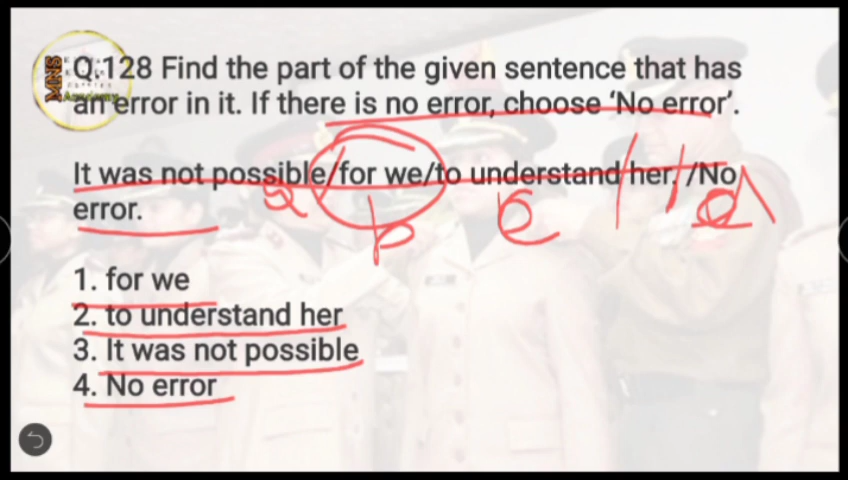 MNS
Academy
Q.128 Find the part of the given sentence that has
an error in it. If there is no error, choose ‘No error’.
It was not possible/for we/to understand her. /No
error.
a b c d
1. for we
2. to understand her
3. It was not possible
4. No error